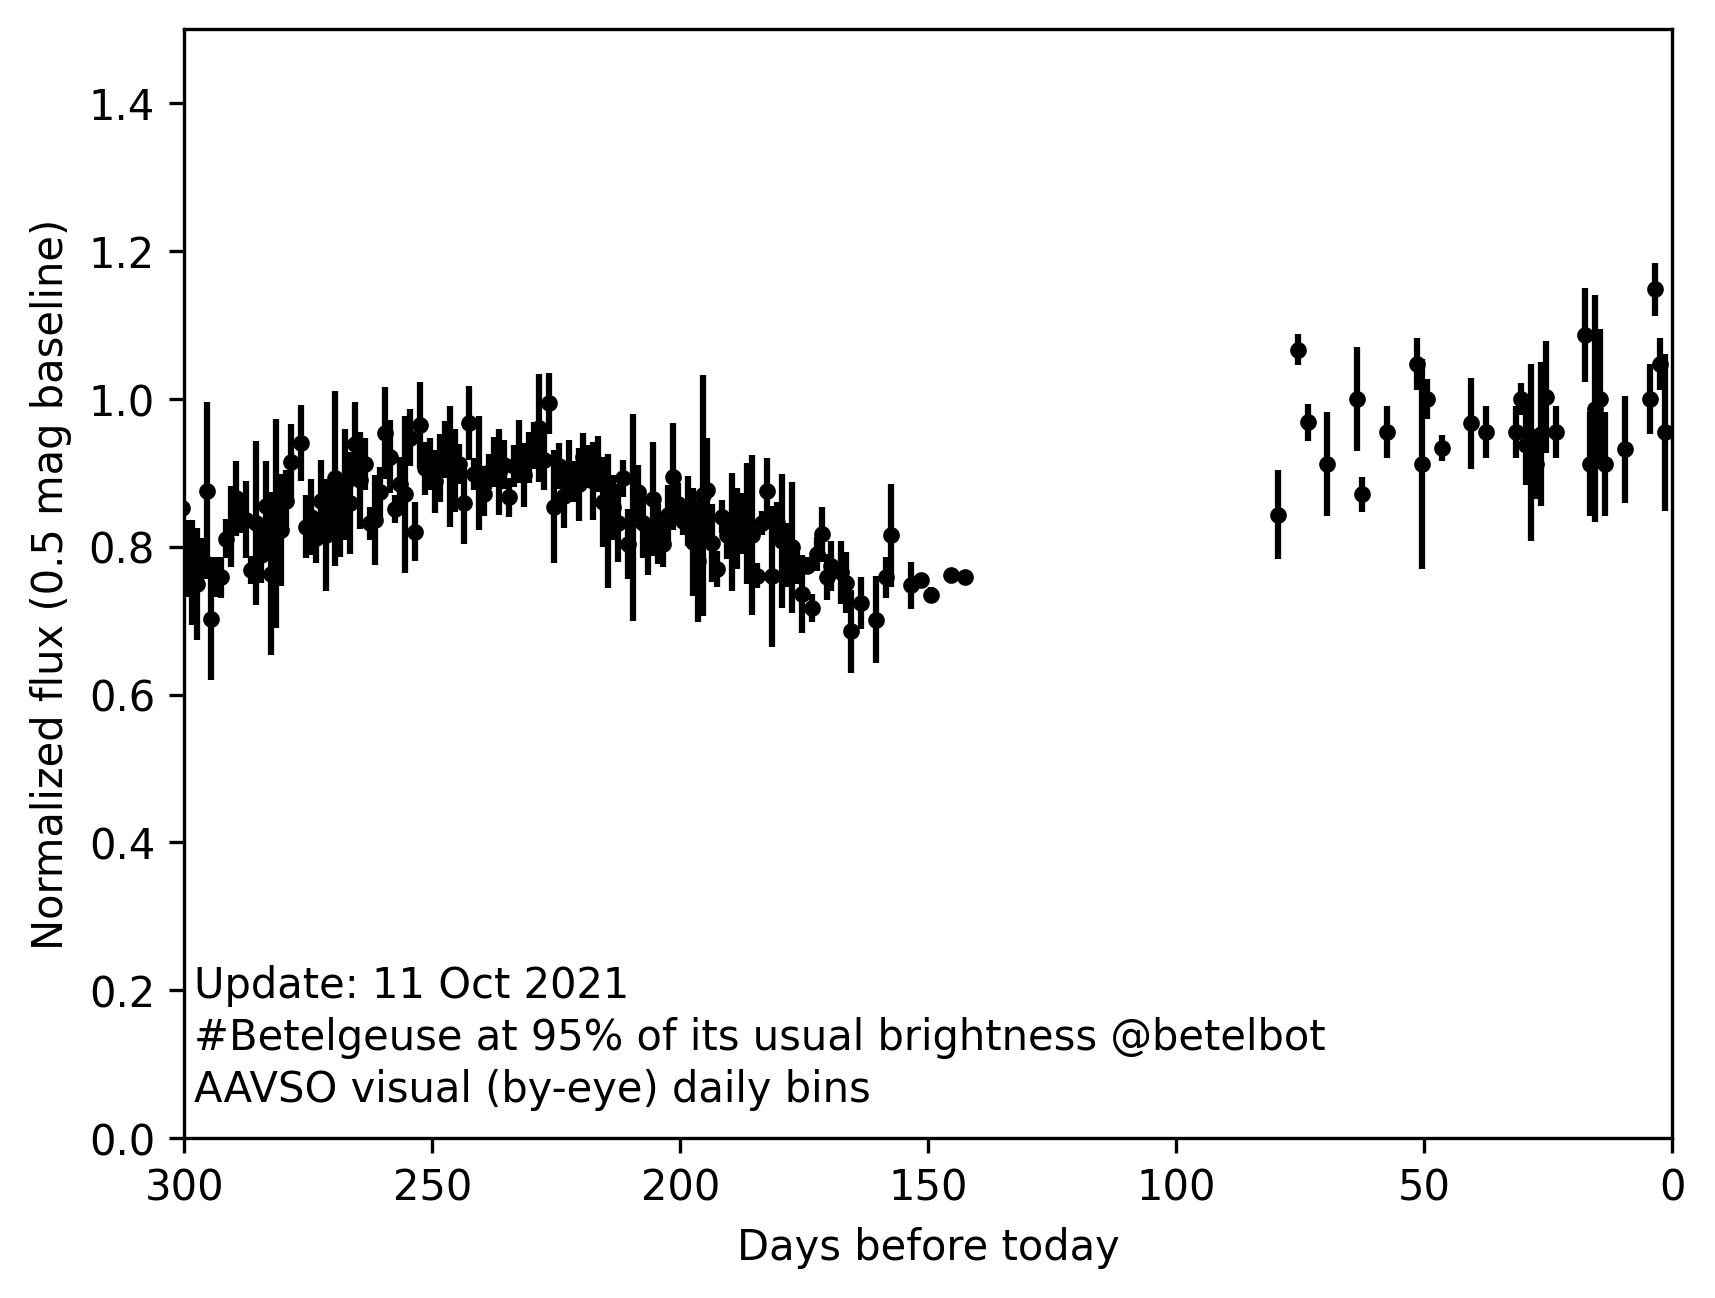 1.4
1.2
1.0
0.8
0.6
0.4
0.2
0.0
Normalized flux (0.5 mag baseline)
Update: 11 Oct 2021
#Betelgeuse at 95% of its usual brightness @betelbot
AAVSO visual (by-eye) daily bins
300 250 200 150 100 50 0
Days before today